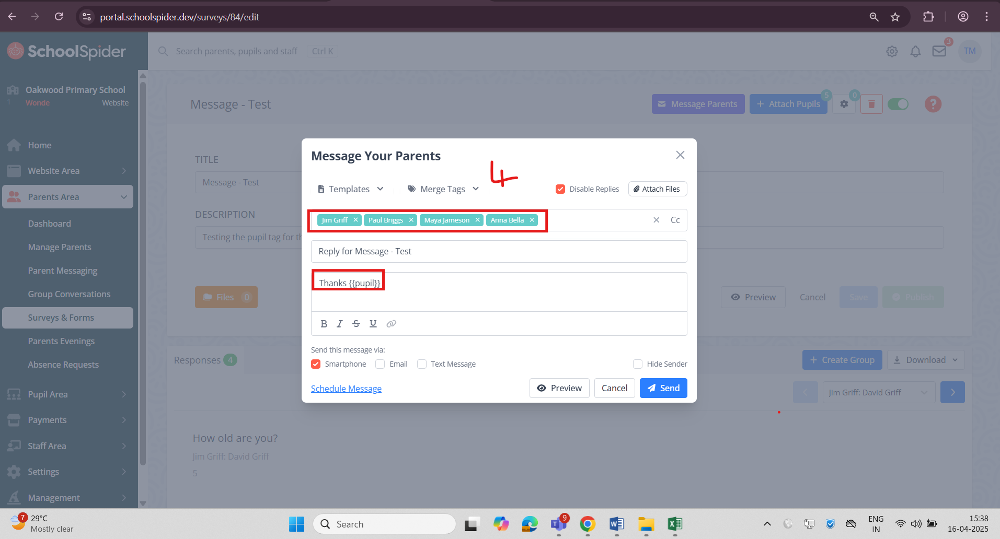 portal.schoolspider.dev/surveys/84/edit
SchoolSpider
Search parents, pupils and staff Ctrl K
3
TM
Oakwood Primary School
1 Wonde Website
Home
Website Area
Parents Area
Dashboard
Manage Parents
Parent Messaging
Group Conversations
Surveys & Forms
Parents Evenings
Absence Requests
Pupil Area
Payments
Staff Area
Settings
Management
Message - Test
Message Parents
+ Attach Pupils 5
0
?
TITLE
Message - Test
DESCRIPTION
Testing the pupil tag for th
Files 0
Preview Cancel Save Publish
Message Your Parents
4
Templates Merge Tags Disable Replies Attach Files
Jim Griff × Paul Briggs × Maya Jameson × Anna Bella × × Cc
Reply for Message - Test
Thanks {{pupil}}
B I S U
Send this message via:
Smartphone Email Text Message Hide Sender
Schedule Message Preview Cancel Send
Responses 4
+ Create Group Download
Jim Griff: David Griff
How old are you?
Jim Griff: David Griff
5
7
29°C
Mostly clear
Search
9
ENG
IN
15:38
16-04-2025